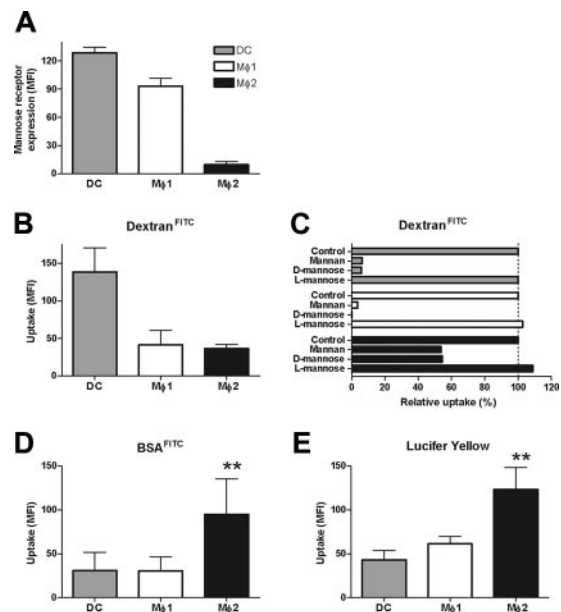 A
Mannose receptor
expression (MFI)
120
90
60
30
0
DC
Mφ1
Mφ2
DC
Mφ1
Mφ2
B
Dextran FITC
Uptake (MFI)
150
100
50
0
DC
Mφ1
Mφ2
C
Dextran FITC
Control
Mannan
D-mannose
L-mannose
Control
Mannan
D-mannose
L-mannose
Control
Mannan
D-mannose
L-mannose
0 20 40 60 80 100 120
Relative uptake (%)
D
BSA FITC
Uptake (MFI)
150
100
50
0
**
DC
Mφ1
Mφ2
E
Lucifer Yellow
Uptake (MFI)
150
100
50
0
**
DC
Mφ1
Mφ2